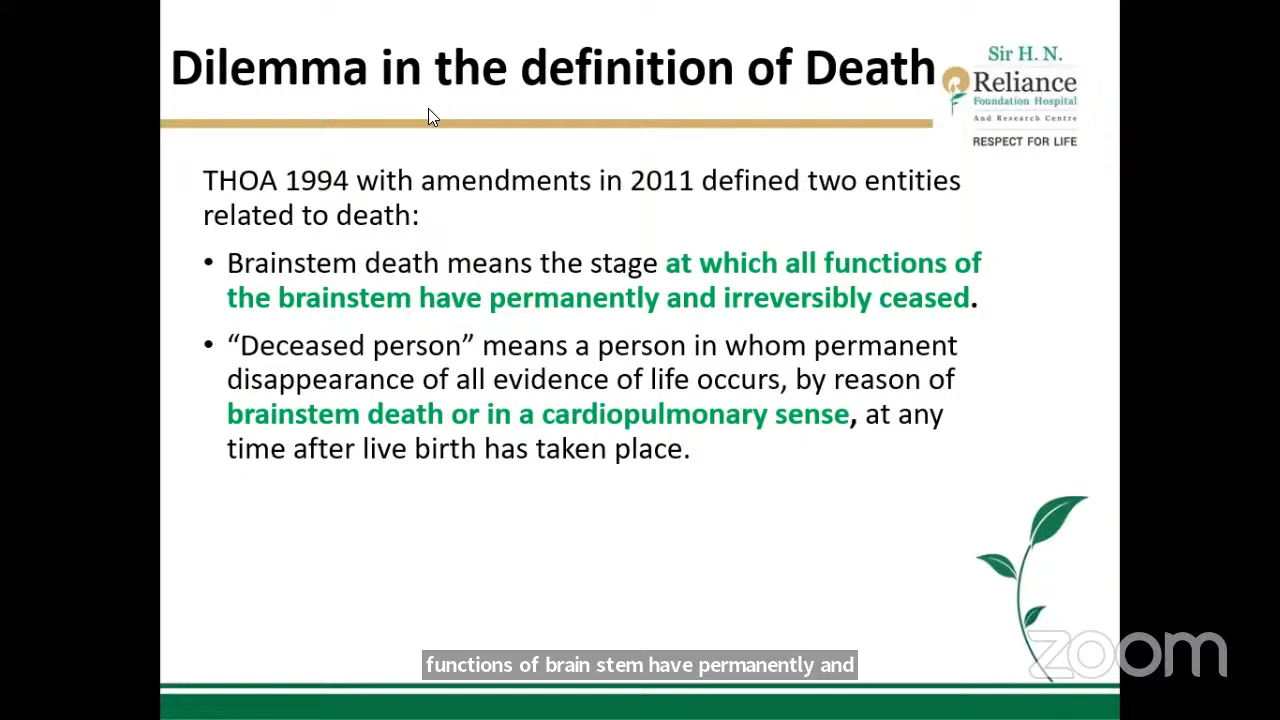 Dilemma in the definition of Death
Sir H. N.
Reliance
Foundation Hospital
And Research Centre
RESPECT FOR LIFE
THOA 1994 with amendments in 2011 defined two entities
related to death:
• Brainstem death means the stage at which all functions of
the brainstem have permanently and irreversibly ceased.
• “Deceased person” means a person in whom permanent
disappearance of all evidence of life occurs, by reason of
brainstem death or in a cardiopulmonary sense, at any
time after live birth has taken place.
zoom
functions of brain stem have permanently and